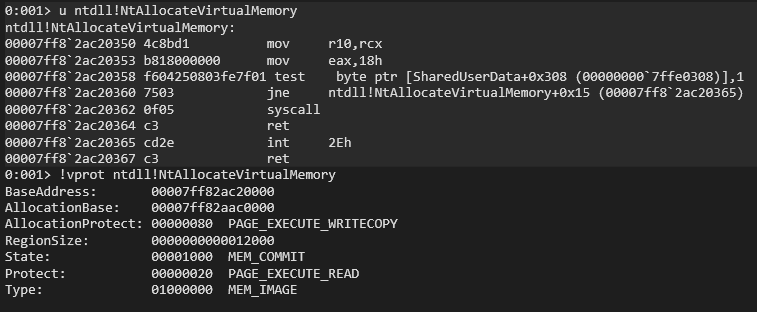 0:001> u ntdll!NtAllocateVirtualMemory
ntdll!NtAllocateVirtualMemory:
00007ff8`2ac20350 4c8bd1 mov r10,rcx
00007ff8`2ac20353 b818000000 mov eax,18h
00007ff8`2ac20358 f604250803fe7f01 test byte ptr [SharedUserData+0x308 (00000000`7ffe0308)],1
00007ff8`2ac20360 7503 jne ntdll!NtAllocateVirtualMemory+0x15 (00007ff8`2ac20365)
00007ff8`2ac20362 0f05 syscall
00007ff8`2ac20364 c3 ret
00007ff8`2ac20365 cd2e int 2Eh
00007ff8`2ac20367 c3 ret
0:001> !vprot ntdll!NtAllocateVirtualMemory
BaseAddress: 00007ff82ac20000
AllocationBase: 00007ff82aac0000
AllocationProtect: 00000080 PAGE_EXECUTE_WRITECOPY
RegionSize: 0000000000012000
State: 00001000 MEM_COMMIT
Protect: 00000020 PAGE_EXECUTE_READ
Type: 01000000 MEM_IMAGE